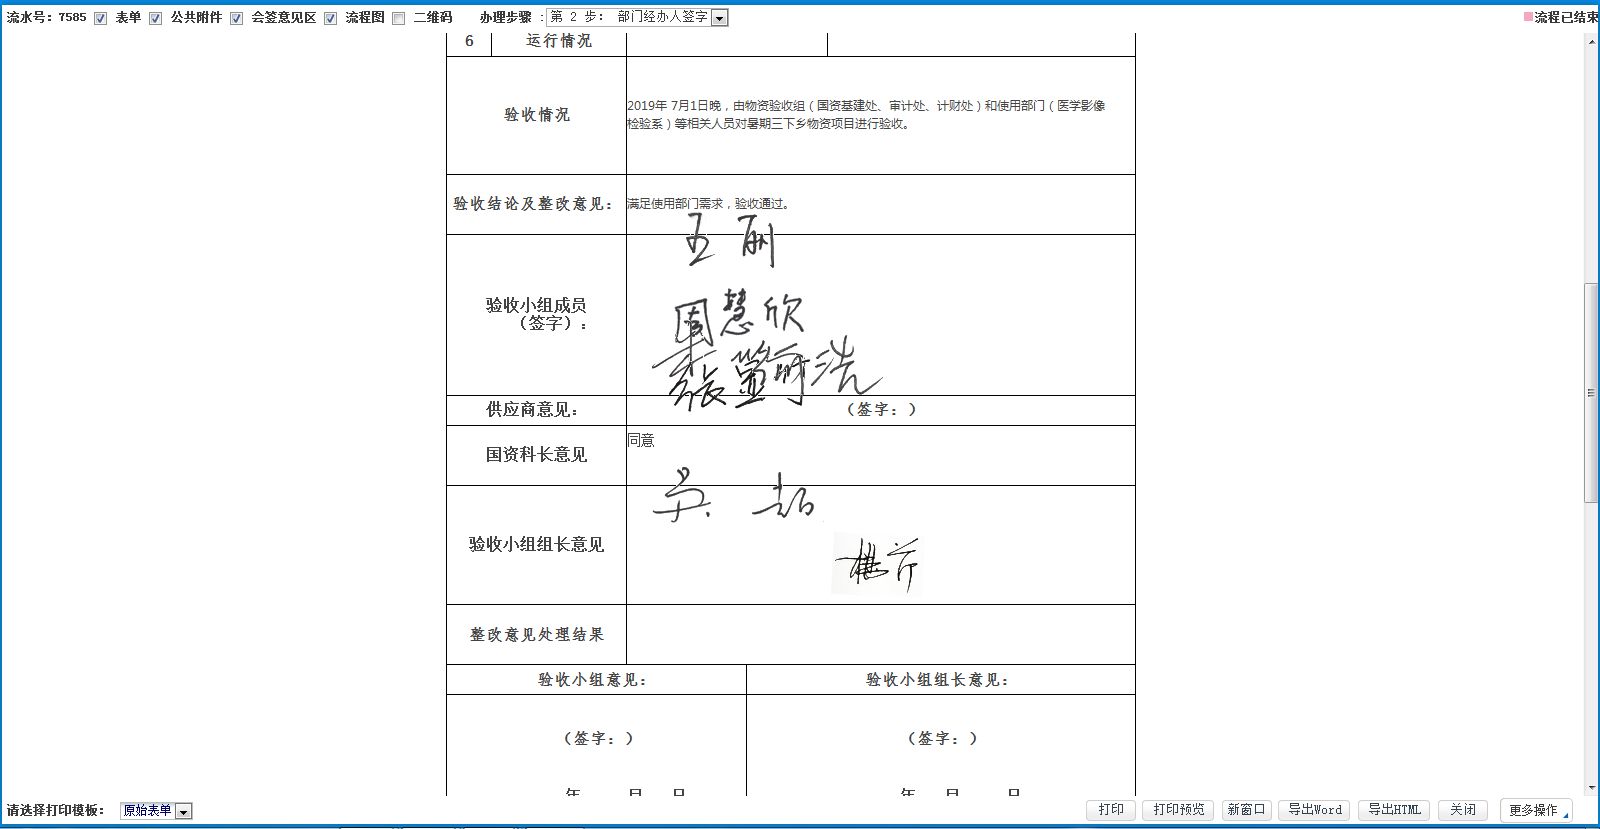 流水号：7585 表单 公共附件 会签意见区 流程图 二维码 办理步骤 : 第 2 步： 部门经办人签字 流程已结束
6 运行情况
验收情况
2019年 7月1日晚，由物资验收组（国资基建处、审计处、计财处）和使用部门（医学影像
检验系）等相关人员对暑期三下乡物资项目进行验收。
验收结论及整改意见： 满足使用部门需求，验收通过。
王丽
验收小组成员
（签字）：
周慧欣
供应商意见： （签字：）
国资科长意见
同意
验收小组组长意见
整改意见处理结果
验收小组意见： 验收小组组长意见：
（签字：） （签字：）
年 月 日 年 月 日
请选择打印模板： 原始表单 打印 打印预览 新窗口 导出Word 导出HTML 关闭 更多操作